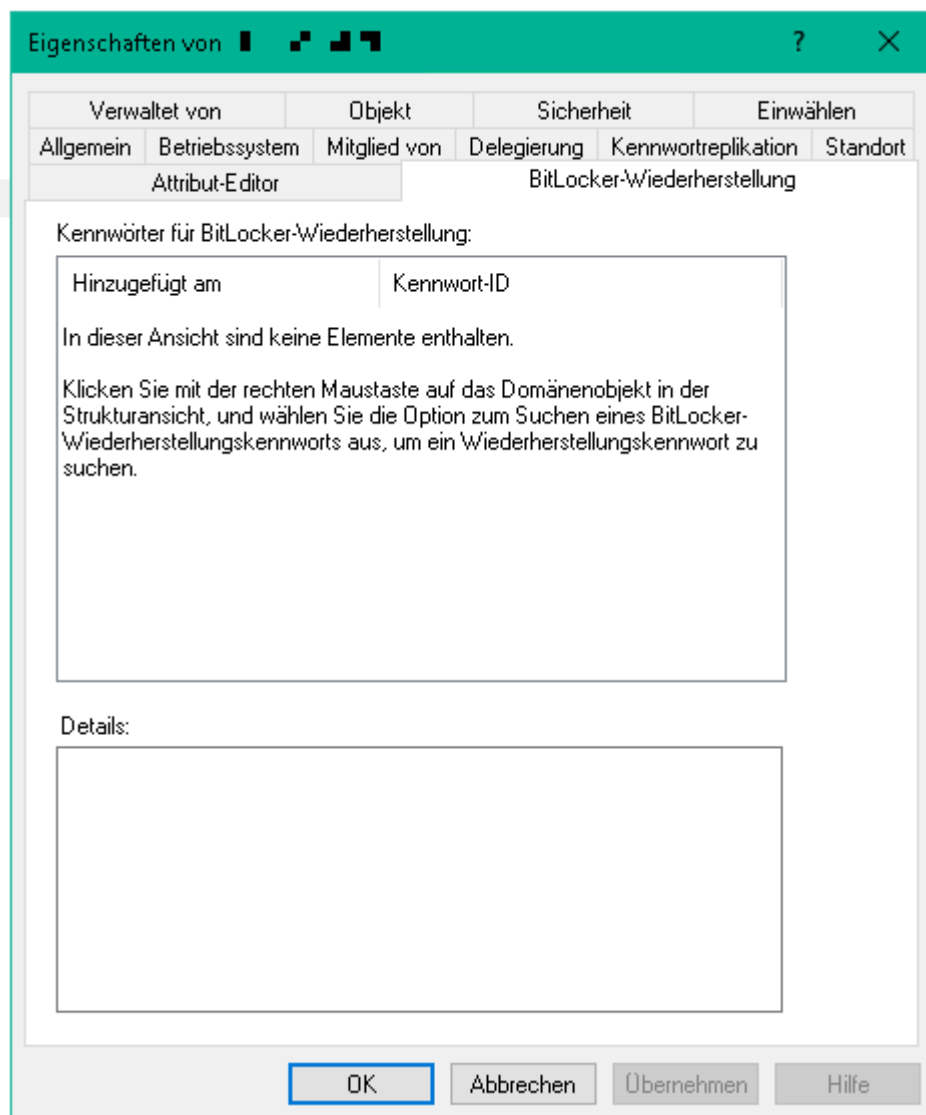 Eigenschaften von
?
Verwaltet von Objekt Sicherheit Einwählen
Allgemein Betriebssystem Mitglied von Delegierung Kennwortreplikation Standort
Attribut-Editor BitLocker-Wiederherstellung
Kennwörter für BitLocker-Wiederherstellung:
Hinzugefügt am Kennwort-ID
In dieser Ansicht sind keine Elemente enthalten.
Klicken Sie mit der rechten Maustaste auf das Domänenobjekt in der
Strukturansicht, und wählen Sie die Option zum Suchen eines BitLocker-
Wiederherstellungskennworts aus, um ein Wiederherstellungskennwort zu
suchen.
Details:
OK Abbrechen Übernehmen Hilfe